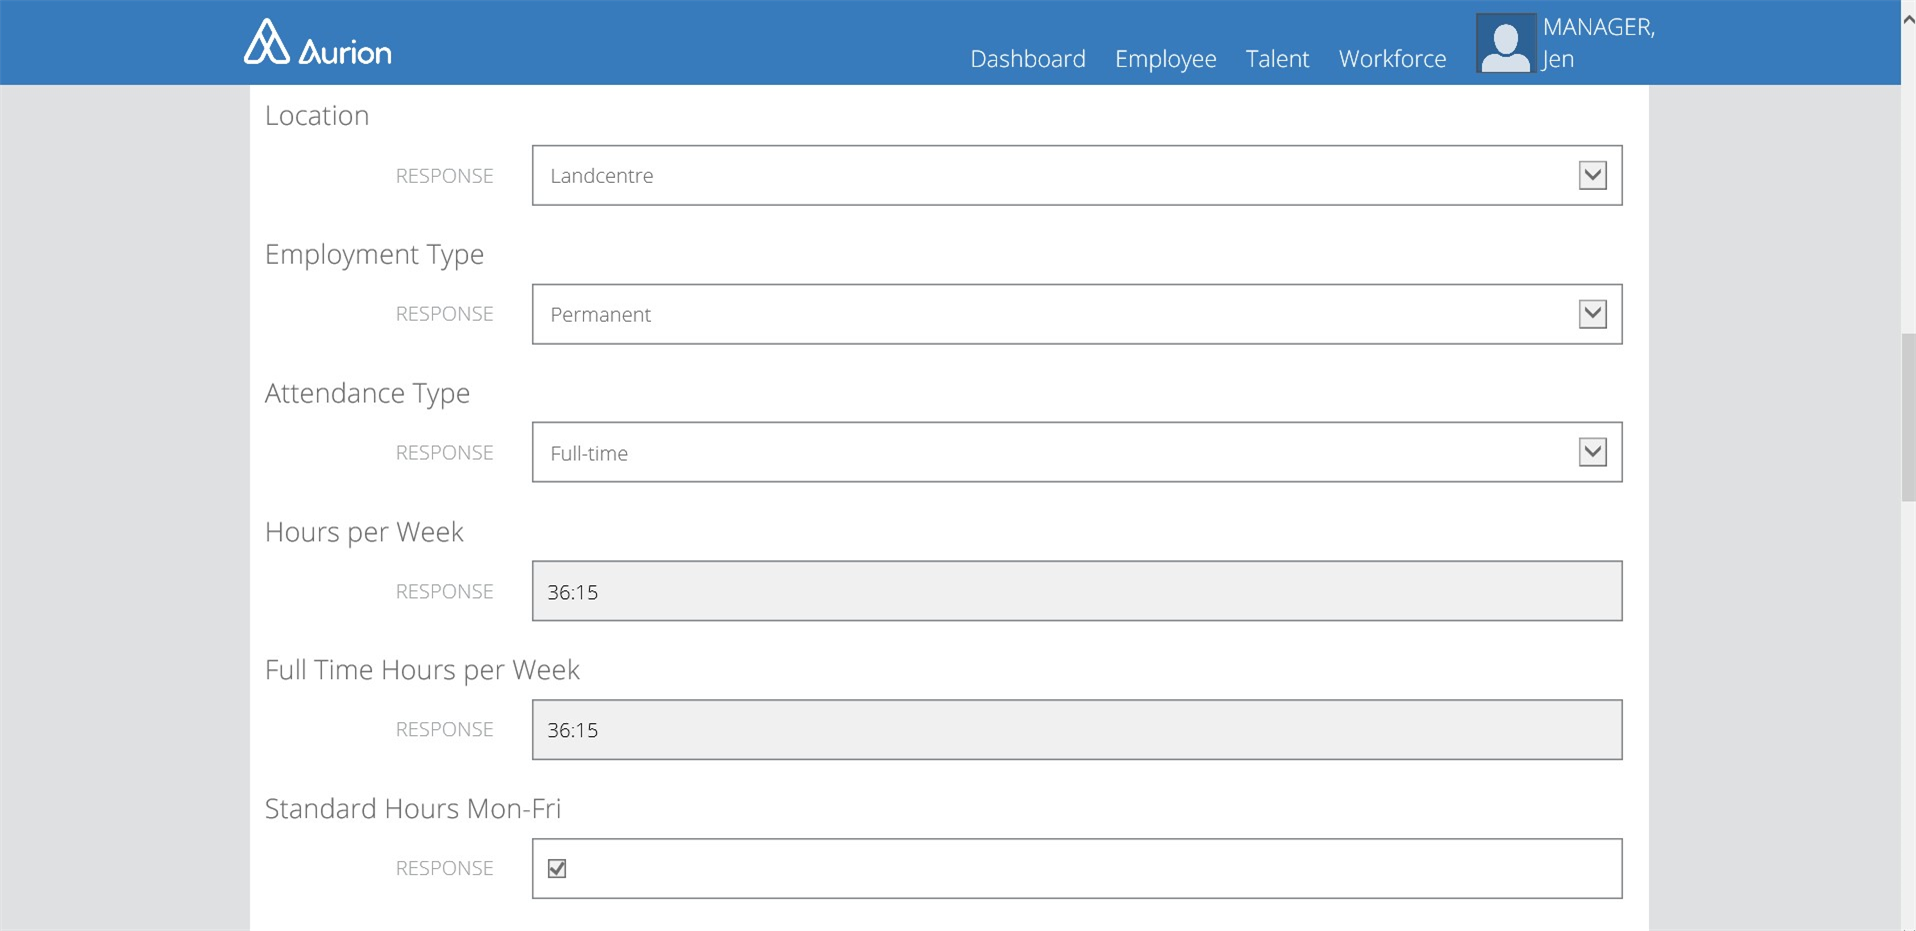 Aurion
Dashboard Employee Talent Workforce
MANAGER,
Jen
Location
RESPONSE Landcentre
Employment Type
RESPONSE Permanent
Attendance Type
RESPONSE Full-time
Hours per Week
RESPONSE 36:15
Full Time Hours per Week
RESPONSE 36:15
Standard Hours Mon-Fri
RESPONSE